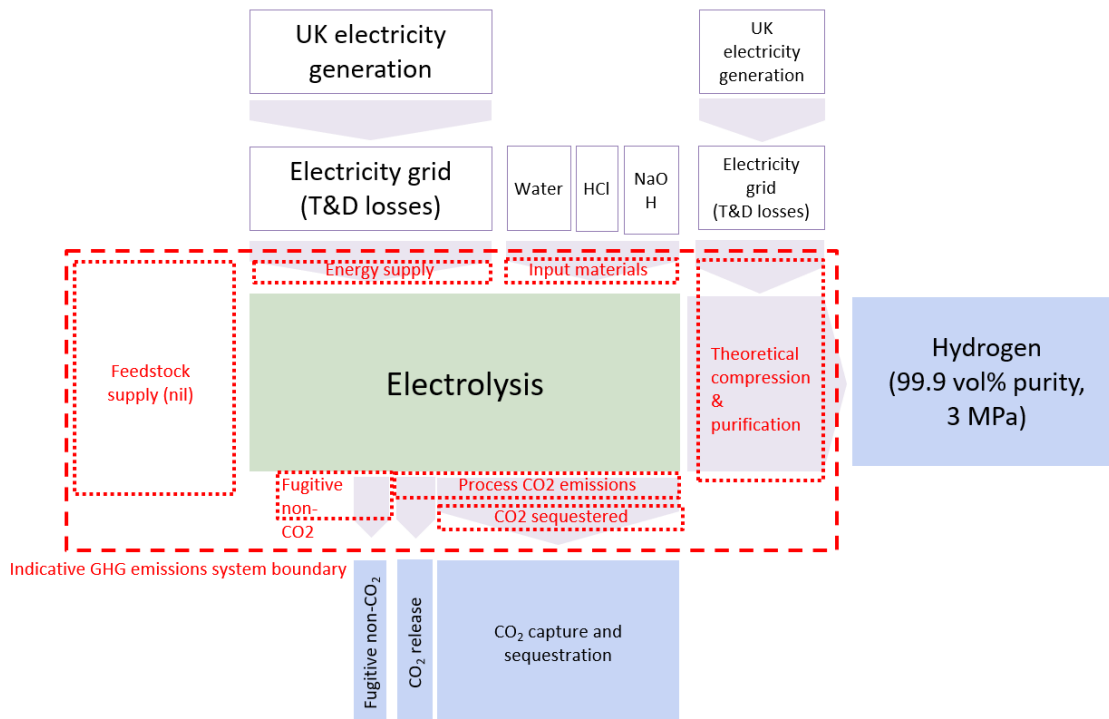 UK electricity
generation
UK
electricity
generation
Electricity grid
(T&D losses)
Water
HCl
NaO
H
Electricity
grid
(T&D losses)
Energy supply
Input materials
Feedstock
supply (nil)
Electrolysis
Theoretical
compression
&
purification
Hydrogen
(99.9 vol% purity,
3 MPa)
Fugitive
non-
CO2
Process CO2 emissions
CO2 sequestered
Indicative GHG emissions system boundary
Fugitive non-CO₂
CO₂ release
CO₂ capture and
sequestration